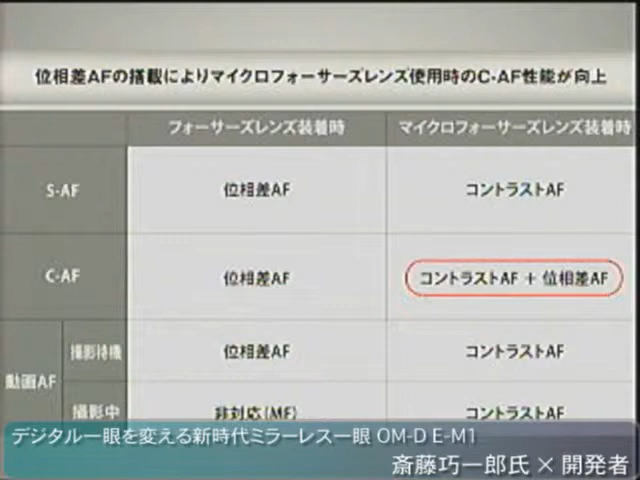 位相差AFの搭載によりマイクロフォーサーズレンズ使用時のC-AF性能が向上
フォーサーズレンズ装着時 マイクロフォーサーズレンズ装着時
S-AF 位相差AF コントラストAF
C-AF 位相差AF コントラストAF + 位相差AF
動画AF 撮影待機 位相差AF コントラストAF
撮影中 非対応(MF) コントラストAF
デジタル一眼を変える新時代ミラーレス一眼 OM-D E-M1
斎藤巧一郎氏 × 開発者